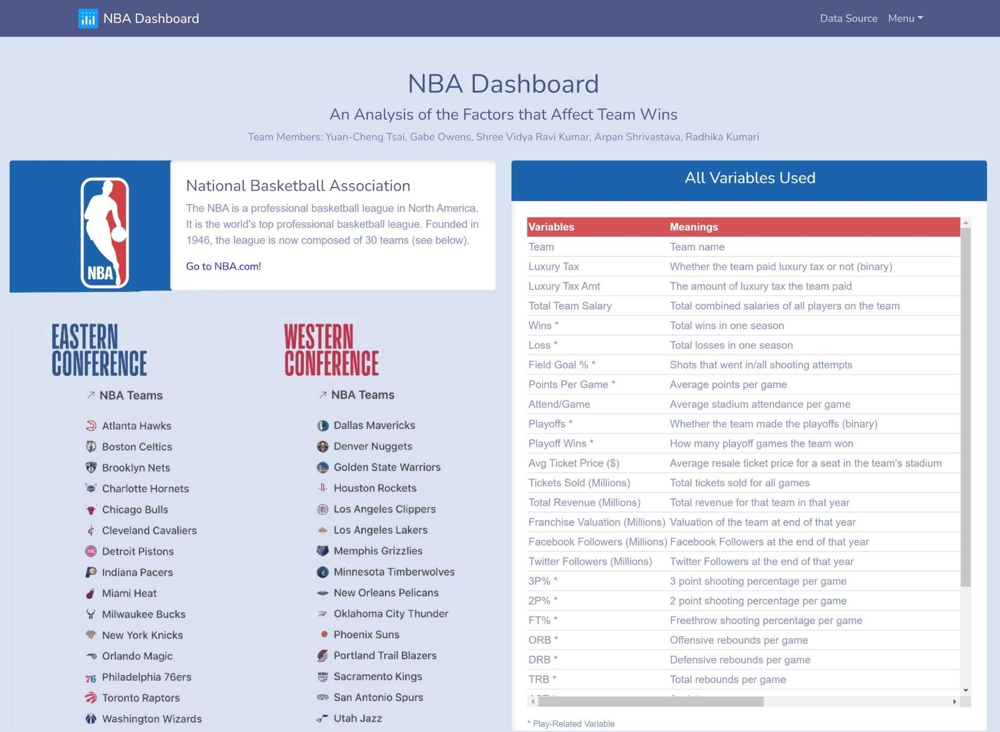 NBA Dashboard
Data Source
Menu
NBA Dashboard
An Analysis of the Factors that Affect Team Wins
Team Members: Yuan-Cheng Tsai, Gabe Owens, Shree Vidya Ravi Kumar, Arpan Shrivastava, Radhika Kumari
NBA
National Basketball Association
The NBA is a professional basketball league in North America.
It is the world's top professional basketball league. Founded in
1946, the league is now composed of 30 teams (see below).
Go to NBA.com!
EASTERN
CONFERENCE
NBA Teams
Atlanta Hawks
Boston Celtics
Brooklyn Nets
Charlotte Hornets
Chicago Bulls
Cleveland Cavaliers
Detroit Pistons
Indiana Pacers
Miami Heat
Milwaukee Bucks
New York Knicks
Orlando Magic
Philadelphia 76ers
Toronto Raptors
Washington Wizards
WESTERN
CONFERENCE
NBA Teams
Dallas Mavericks
Denver Nuggets
Golden State Warriors
Houston Rockets
Los Angeles Clippers
Los Angeles Lakers
Memphis Grizzlies
Minnesota Timberwolves
New Orleans Pelicans
Oklahoma City Thunder
Phoenix Suns
Portland Trail Blazers
Sacramento Kings
San Antonio Spurs
Utah Jazz
All Variables Used
Variables Meanings
Team Team name
Luxury Tax Whether the team paid luxury tax or not (binary)
Luxury Tax Amt The amount of luxury tax the team paid
Total Team Salary Total combined salaries of all players on the team
Wins * Total wins in one season
Loss * Total losses in one season
Field Goal % * Shots that went in/all shooting attempts
Points Per Game * Average points per game
Attend/Game Average stadium attendance per game
Playoffs * Whether the team made the playoffs (binary)
Playoff Wins * How many playoff games the team won
Avg Ticket Price ($) Average resale ticket price for a seat in the team's stadium
Tickets Sold (Millions) Total tickets sold for all games
Total Revenue (Millions) Total revenue for that team in that year
Franchise Valuation (Millions) Valuation of the team at end of that year
Facebook Followers (Millions) Facebook Followers at the end of that year
Twitter Followers (Millions) Twitter Followers at the end of that year
3P% * 3 point shooting percentage per game
2P% * 2 point shooting percentage per game
FT% * Freethrow shooting percentage per game
ORB * Offensive rebounds per game
DRB * Defensive rebounds per game
TRB * Total rebounds per game
* Play-Related Variable